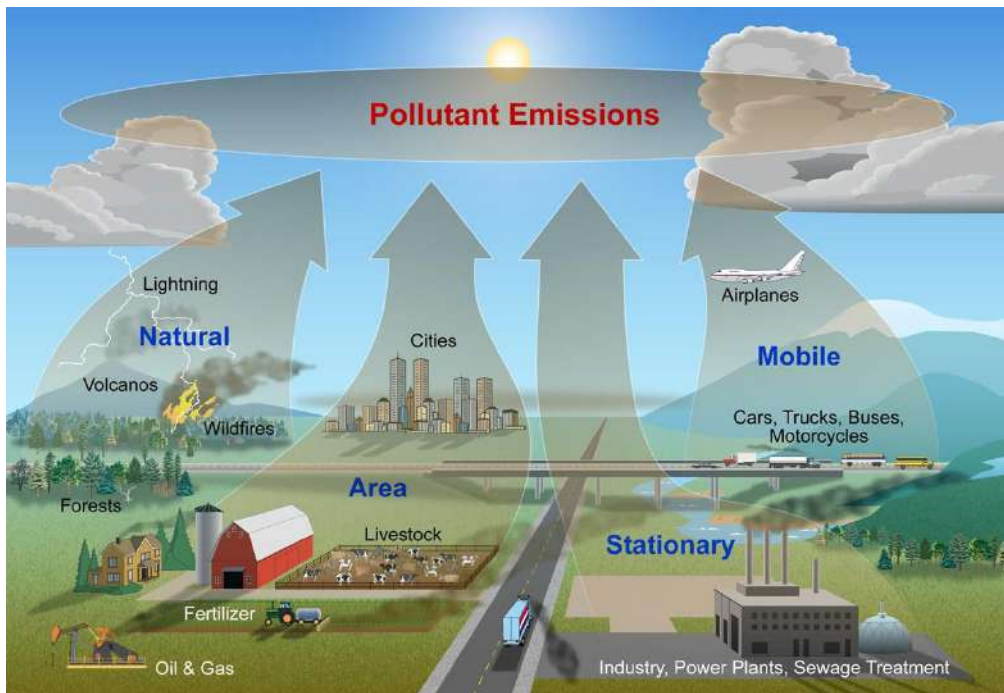 Pollutant Emissions
Lightning
Natural
Volcanos
Wildfires
Forests
Cities
Area
Livestock
Fertilizer
Oil & Gas
Airplanes
Mobile
Cars, Trucks, Buses,
Motorcycles
Stationary
Industry, Power Plants, Sewage Treatment